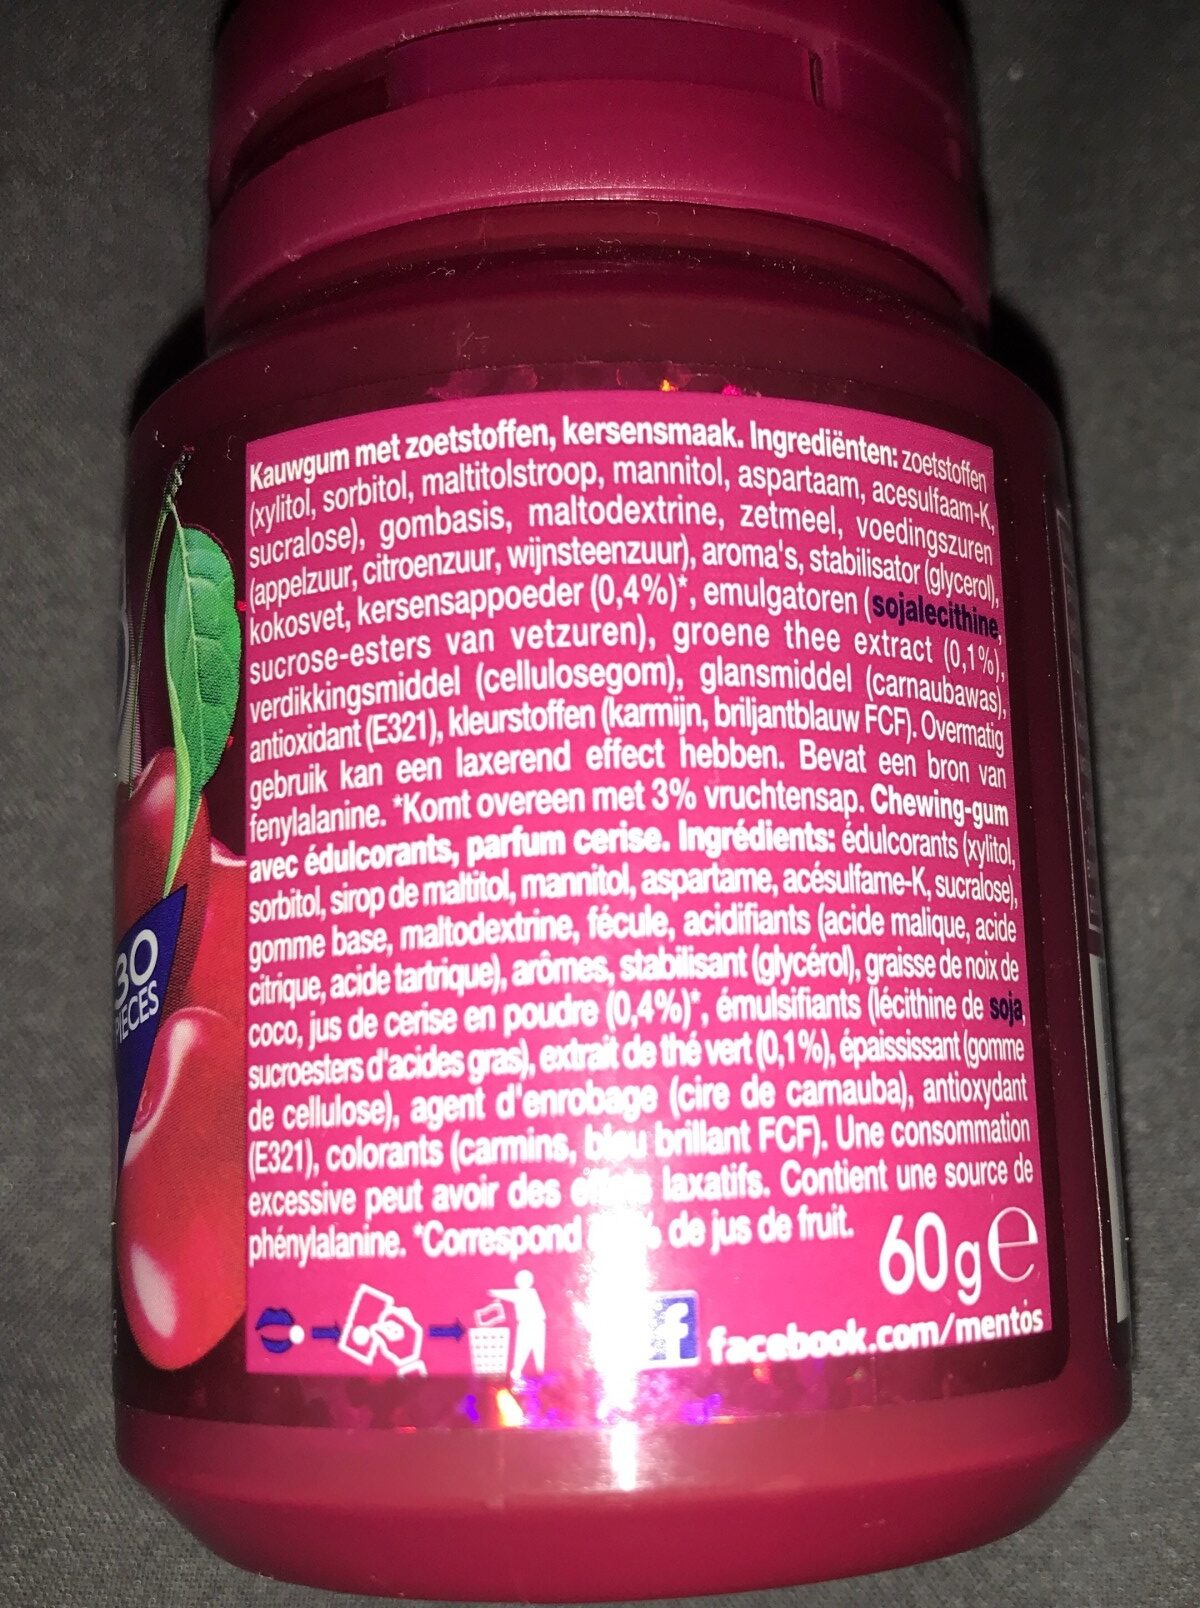 Kauwgum met zoetstoffen, kersensmaak. Ingrediënten: zoetstoffen
(xylitol, sorbitol, maltitolstroop, mannitol, aspartaam, acesulfaam-K,
sucralose), gombasis, maltodextrine, zetmeel, voedingszuren
(appelzuur, citroenzuur, wijnsteenzuur), aroma's, stabilisator (glycerol),
kokosvet, kersensappoeder (0,4%)*, emulgatoren (sojalecithine,
sucrose-esters van vetzuren), groene thee extract (0,1%),
verdikkingsmiddel (cellulosegom), glansmiddel (carnaubawas),
antioxidant (E321), kleurstoffen (karmijn, briljantblauw FCF). Overmatig
gebruik kan een laxerend effect hebben. Bevat een bron van
fenylalanine. *Komt overeen met 3% vruchtensap. Chewing-gum
avec édulcorants, parfum cerise. Ingrédients: édulcorants (xylitol,
sorbitol, sirop de maltitol, mannitol, aspartame, acésulfame-K, sucralose),
gomme base, maltodextrine, fécule, acidifiants (acide malique, acide
citrique, acide tartrique), arômes, stabilisant (glycérol), graisse de noix de
coco, jus de cerise en poudre (0,4%)*, émulsifiants (lécithine de soja,
sucroesters d'acides gras), extrait de thé vert (0,1%), épaississant (gomme
de cellulose), agent d'enrobage (cire de carnauba), antioxydant
(E321), colorants (carmins, bleu brillant FCF). Une consommation
excessive peut avoir des effets laxatifs. Contient une source de
phénylalanine. *Correspond % de jus de fruit.
60g℮
facebook.com/mentos
30
PIECES